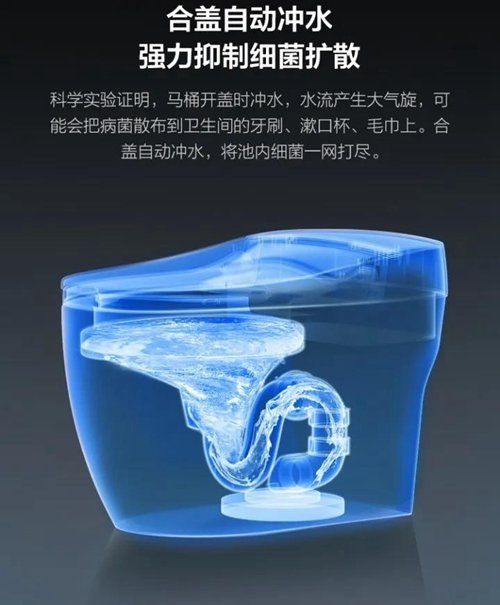 合盖自动冲水
强力抑制细菌扩散
科学实验证明，马桶开盖时冲水，水流产生大气旋，可
能会把病菌散布到卫生间的牙刷、漱口杯、毛巾上。合
盖自动冲水，将池内细菌一网打尽。